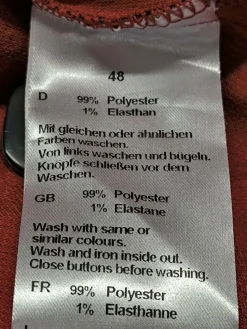 48
D 99% Polyester
1% Elasthan
Mit gleichen oder ähnlichen
Farben waschen.
Von links waschen und bügeln.
Knöpfe schließen vor dem
Waschen.
GB 99% Polyester
1% Elastane
Wash with same or
similar colours.
Wash and iron inside out.
Close buttons before washing.
FR 99% Polyester
1% Elasthanne